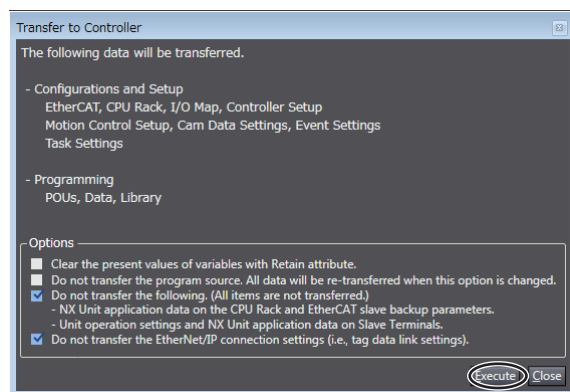 Transfer to Controller
The following data will be transferred.
- Configurations and Setup
EtherCAT, CPU Rack, I/O Map, Controller Setup
Motion Control Setup, Cam Data Settings, Event Settings
Task Settings
- Programming
POUs, Data, Library
Options
Clear the present values of variables with Retain attribute.
Do not transfer the program source. All data will be re-transferred when this option is changed.
Do not transfer the following. (All items are not transferred.)
- NX Unit application data on the CPU Rack and EtherCAT slave backup parameters.
- Unit operation settings and NX Unit application data on Slave Terminals.
Do not transfer the EtherNet/IP connection settings (i.e., tag data link settings).
Execute Close